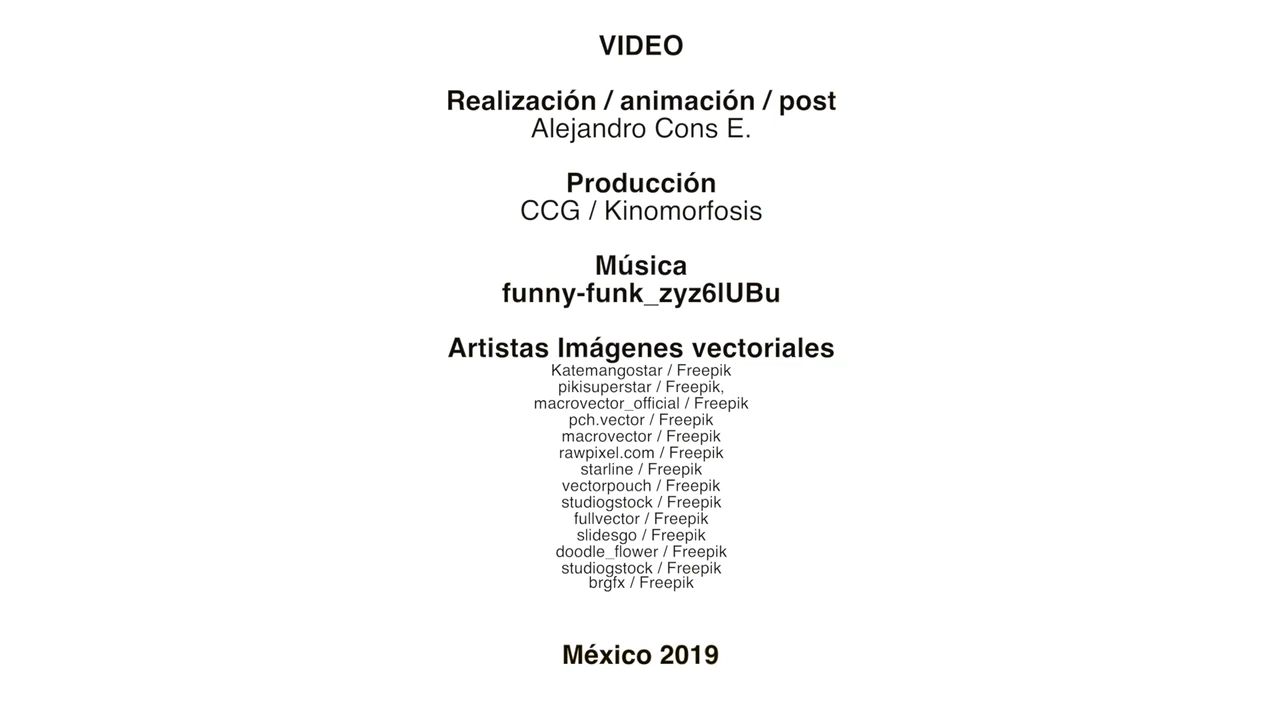 VIDEO
Realización / animación / post
Alejandro Cons E.
Producción
CCG / Kinomorfosis
Música
funny-funk_zyz6lUBu
Artistas Imágenes vectoriales
Katemangostar / Freepik
pikisuperstar / Freepik,
macrovector_official / Freepik
pch.vector / Freepik
macrovector / Freepik
rawpixel.com / Freepik
starline / Freepik
vectorpouch / Freepik
studiogstock / Freepik
fullvector / Freepik
slidesgo / Freepik
doodle_flower / Freepik
studiogstock / Freepik
brgfx / Freepik
México 2019